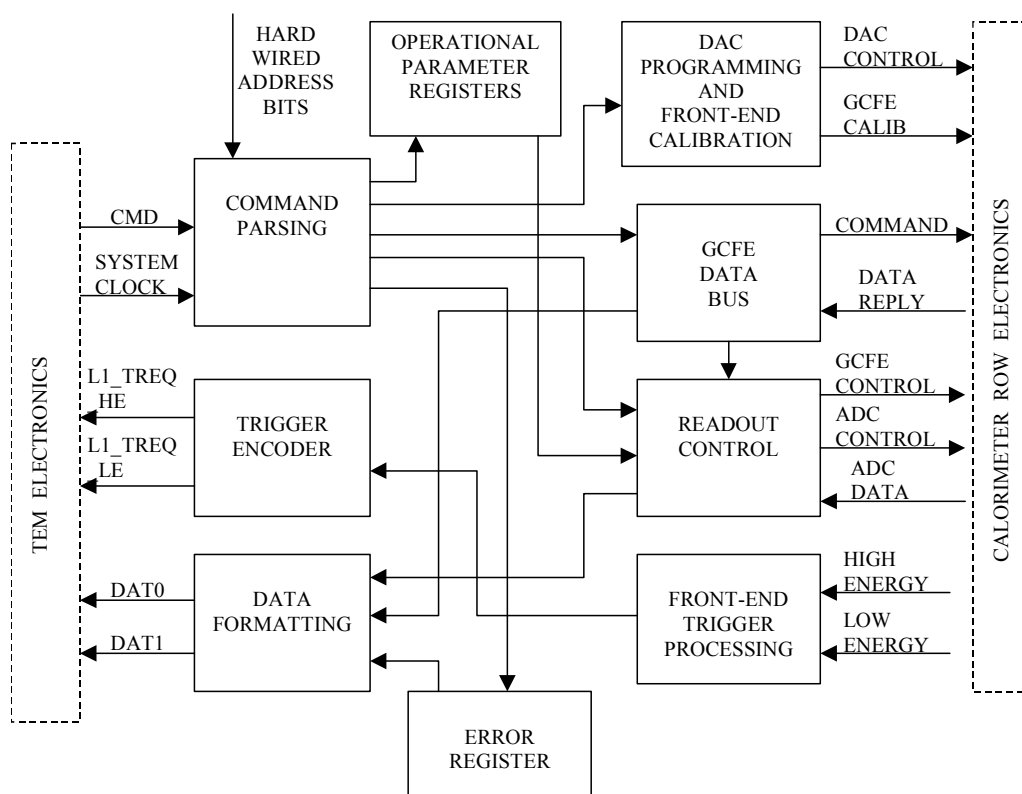 HARD
WIRED
ADDRESS
BITS
OPERATIONAL
PARAMETER
REGISTERS
DAC
PROGRAMMING
AND
FRONT-END
CALIBRATION
DAC
CONTROL
GCFE
CALIB
TEM ELECTRONICS
CMD
SYSTEM
CLOCK
COMMAND
PARSING
GCFE
DATA
BUS
COMMAND
DATA
REPLY
CALORIMETER ROW ELECTRONICS
L1_TREQ
_HE
L1_TREQ
_LE
TRIGGER
ENCODER
READOUT
CONTROL
GCFE
CONTROL
ADC
CONTROL
ADC
DATA
DAT0
DAT1
DATA
FORMATTING
FRONT-END
TRIGGER
PROCESSING
HIGH
ENERGY
LOW
ENERGY
ERROR
REGISTER